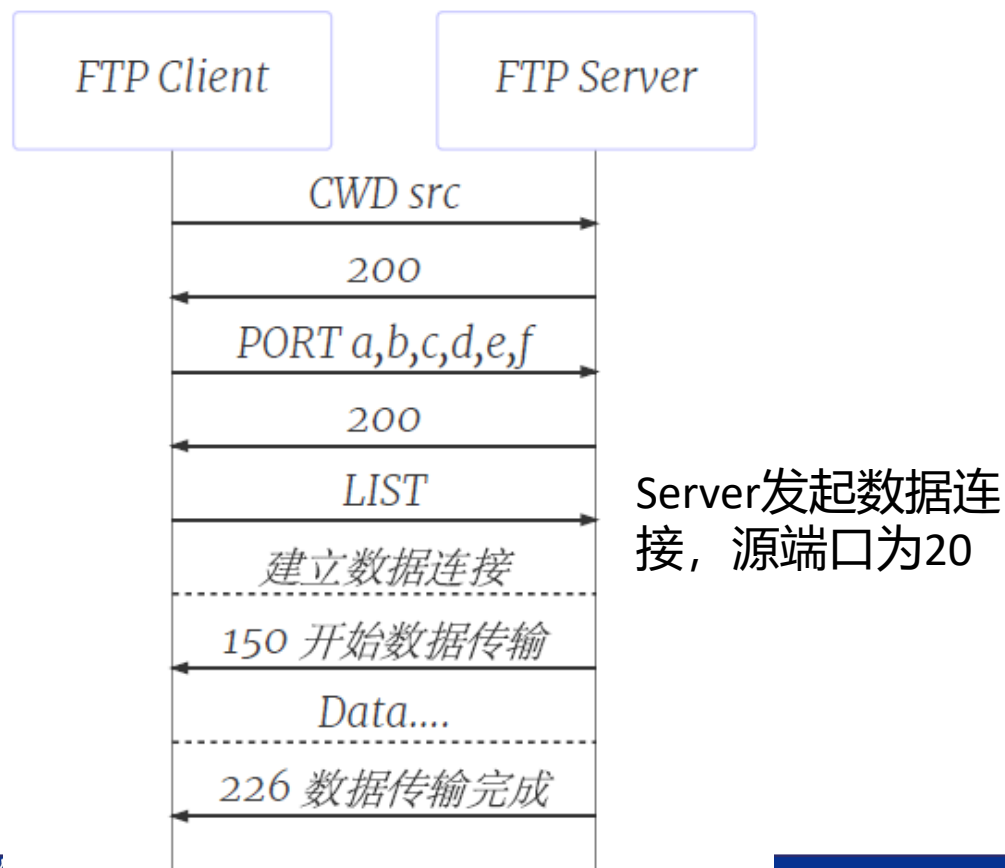 FTP Client
FTP Server
CWD src
200
PORT a,b,c,d,e,f
200
LIST
Server发起数据连
接，源端口为20
建立数据连接
150 开始数据传输
Data....
226 数据传输完成